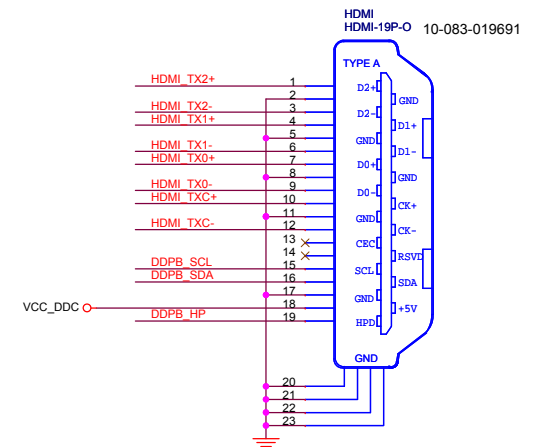 HDMI
HDMI-19P-O 10-083-019691
TYPE A
HDMI_TX2+ 1 D2+
2 GND
HDMI_TX2- 3 D2-
HDMI_TX1+ 4 D1+
5 GND
HDMI_TX1- 6 D1-
HDMI_TX0+ 7 D0+
8 GND
HDMI_TX0- 9 D0-
HDMI_TXC+ 10 CK+
11 GND
HDMI_TXC- 12 CK-
13 CEC
14 RSVD
DDPB_SCL 15 SCL
DDPB_SDA 16 SDA
17 GND
VCC_DDC 18 +5V
DDPB_HP 19 HPD
GND
20
21
22
23